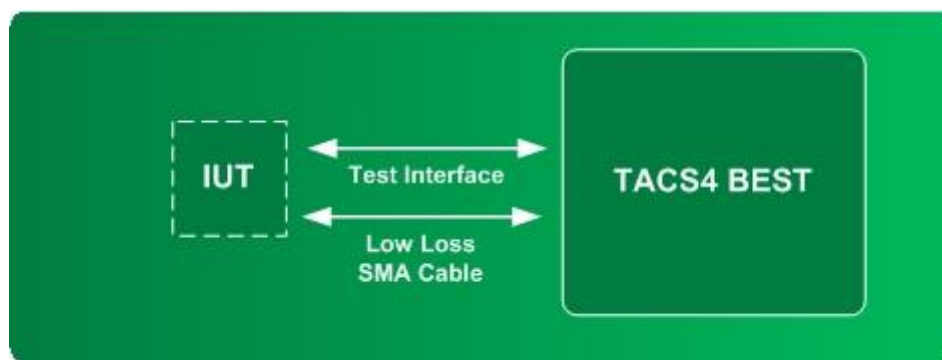 IUT
Test Interface
Low Loss
SMA Cable
TACS4 BEST